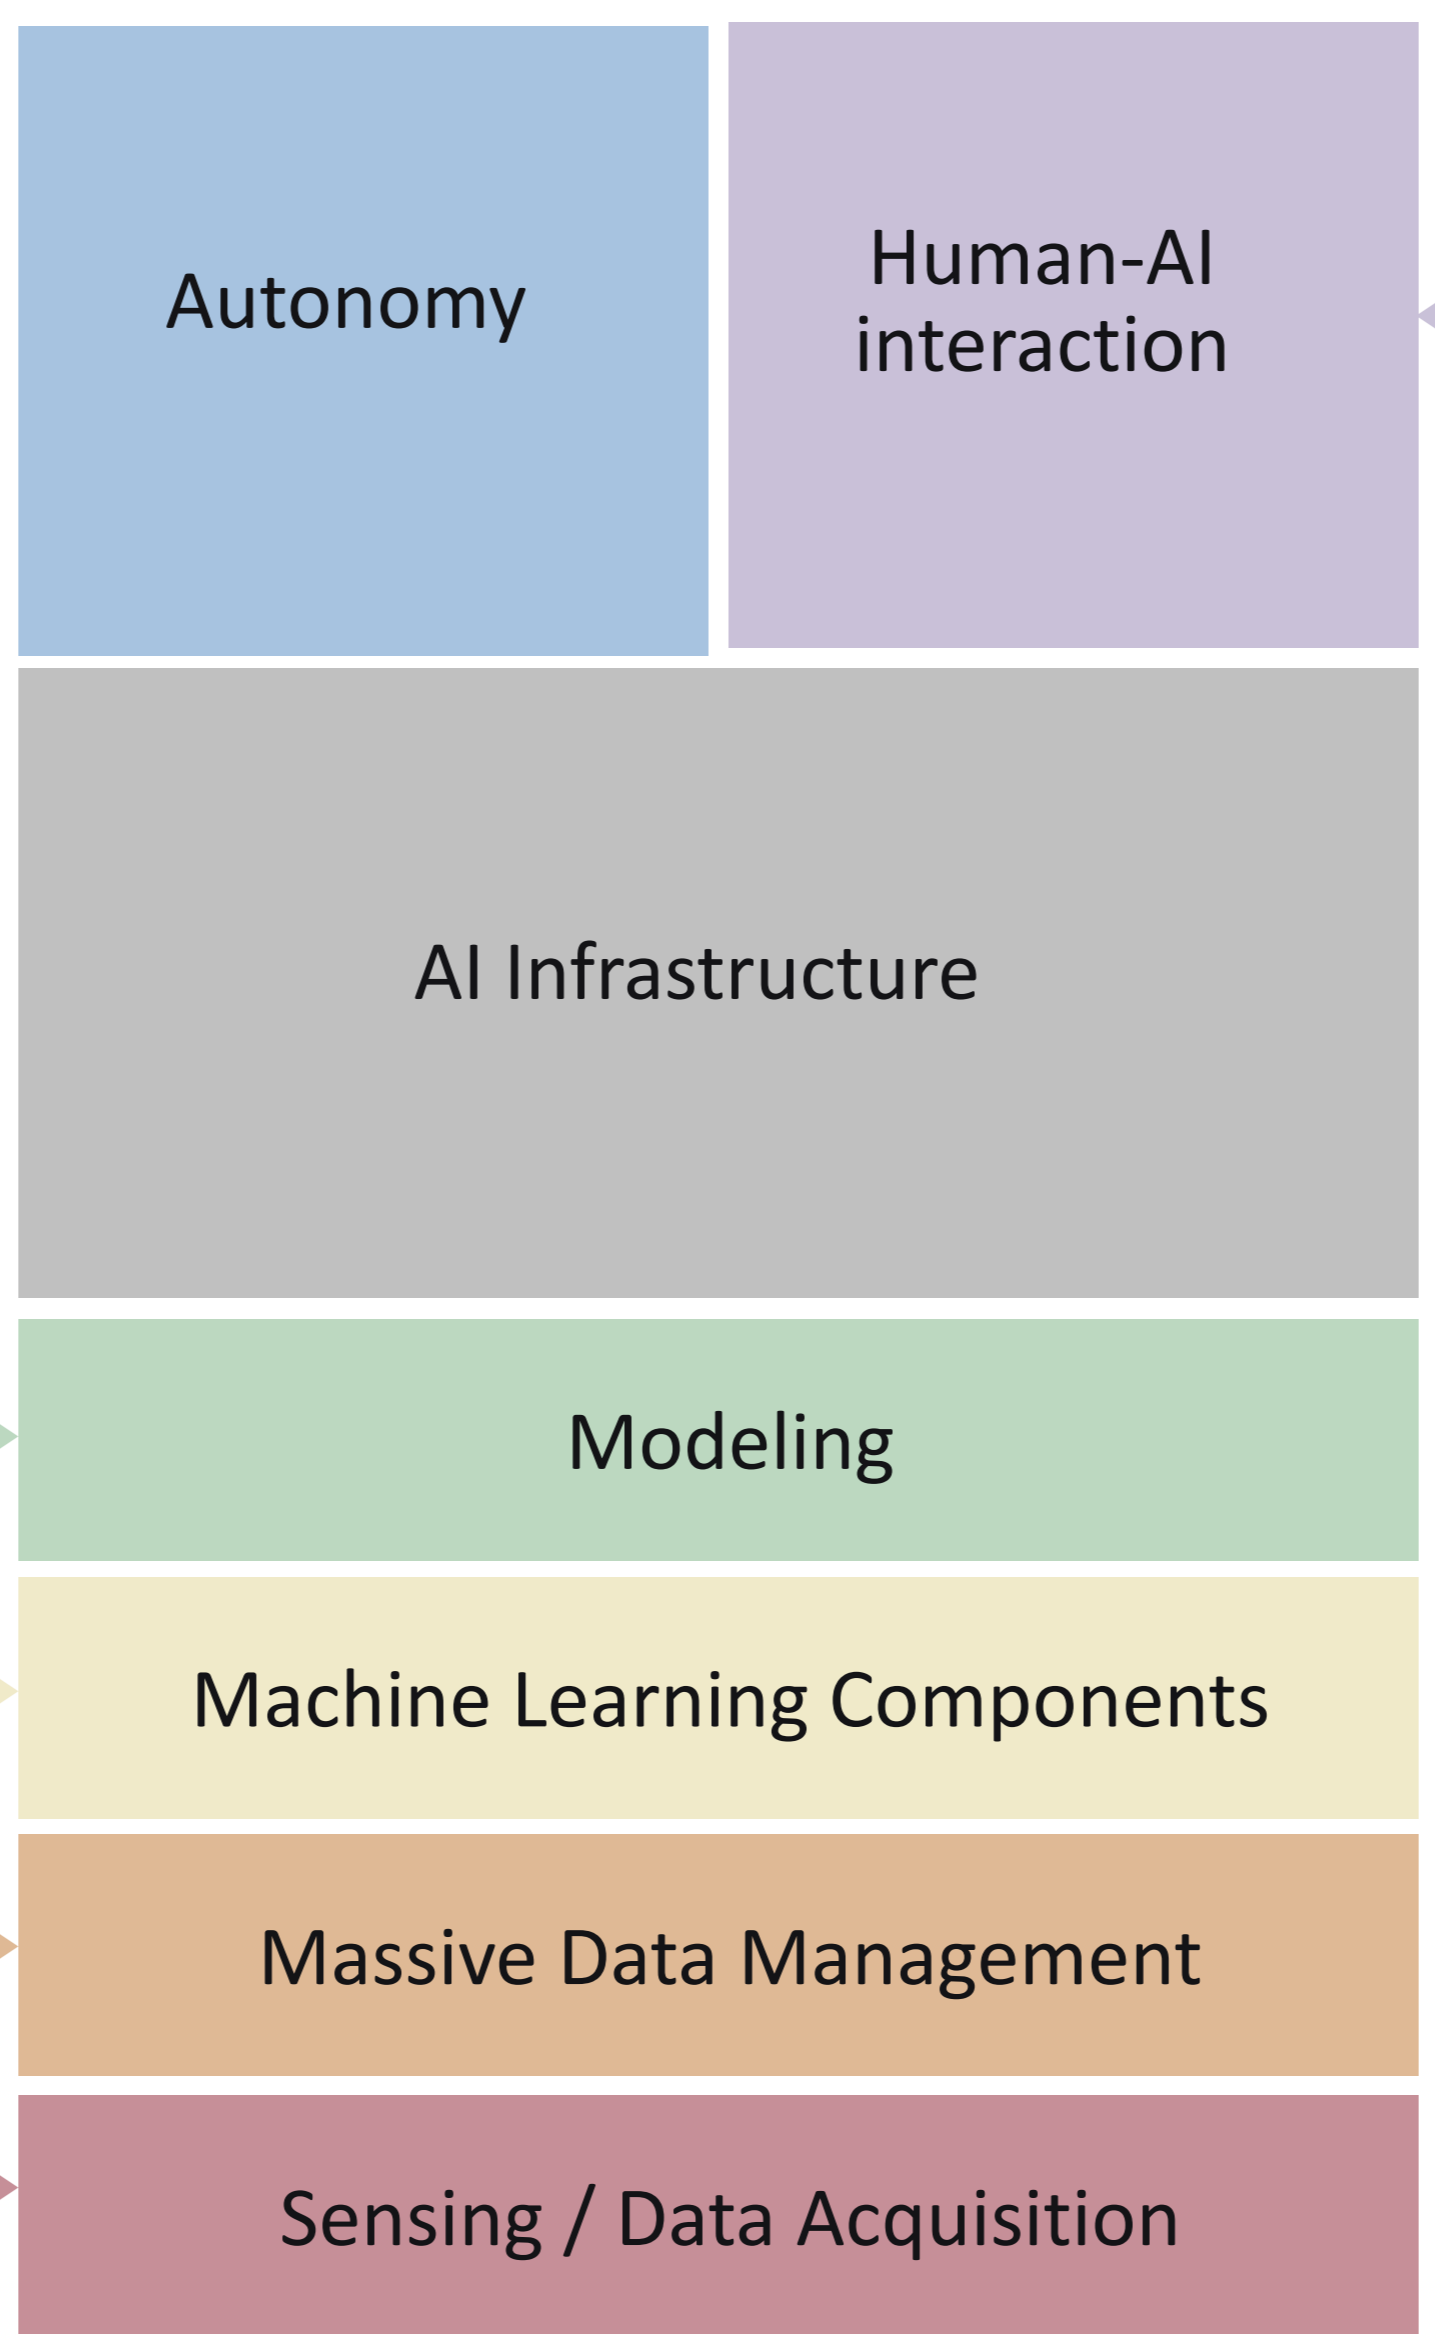 Autonomy
Human-AI
interaction
AI Infrastructure
Modeling
Machine Learning Components
Massive Data Management
Sensing / Data Acquisition